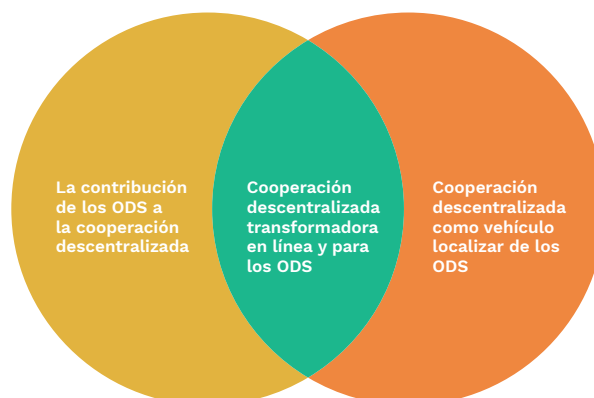 La contribución
de los ODS a
la cooperación
descentralizada
Cooperación
descentralizada
transformadora
en línea y para
los ODS
Cooperación
descentralizada
como vehículo
localizar de los
ODS